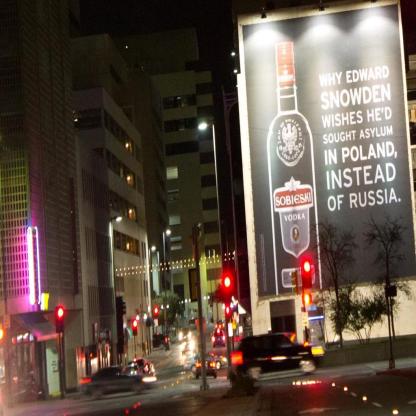 WHY EDWARD
SNOWDEN
WISHES HE'D
SOUGHT ASYLUM
IN POLAND,
INSTEAD
OF RUSSIA.
SOBIESKI
VODKA